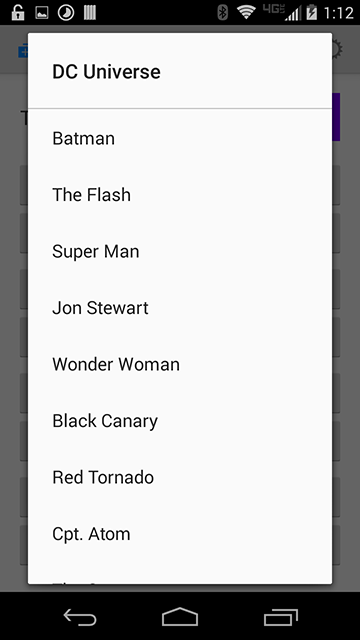 4G
1:12
DC Universe
Batman
The Flash
Super Man
Jon Stewart
Wonder Woman
Black Canary
Red Tornado
Cpt. Atom